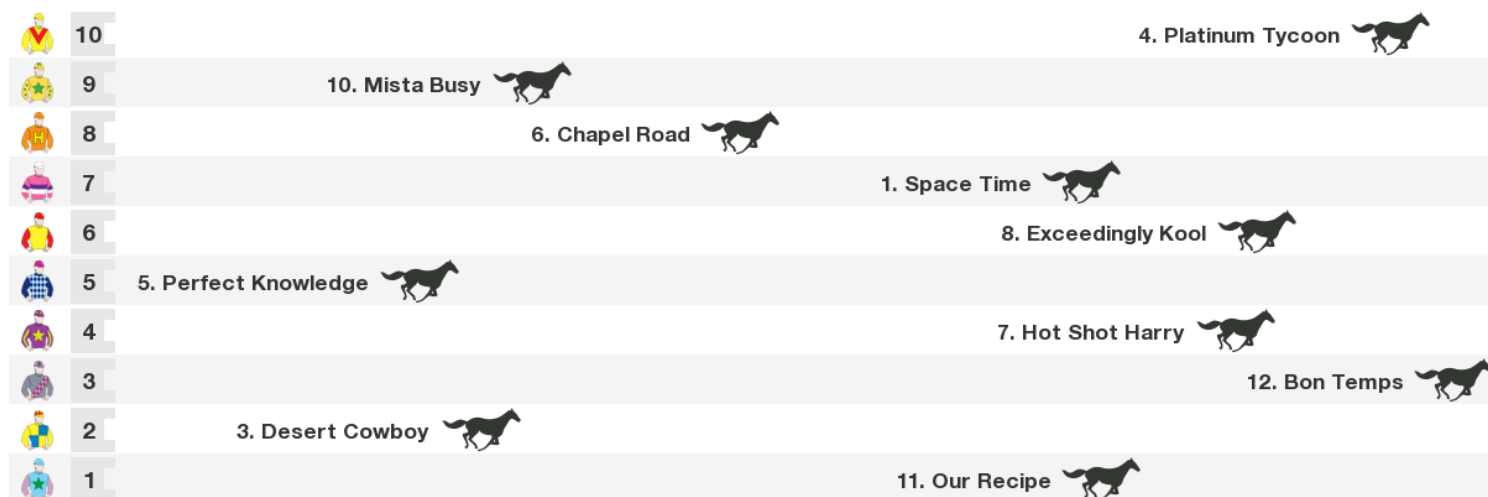 10 4. Platinum Tycoon
9 10. Mista Busy
H 8 6. Chapel Road
7 1. Space Time
6 8. Exceedingly Kool
5 5. Perfect Knowledge
4 7. Hot Shot Harry
3 12. Bon Temps
2 3. Desert Cowboy
1 11. Our Recipe